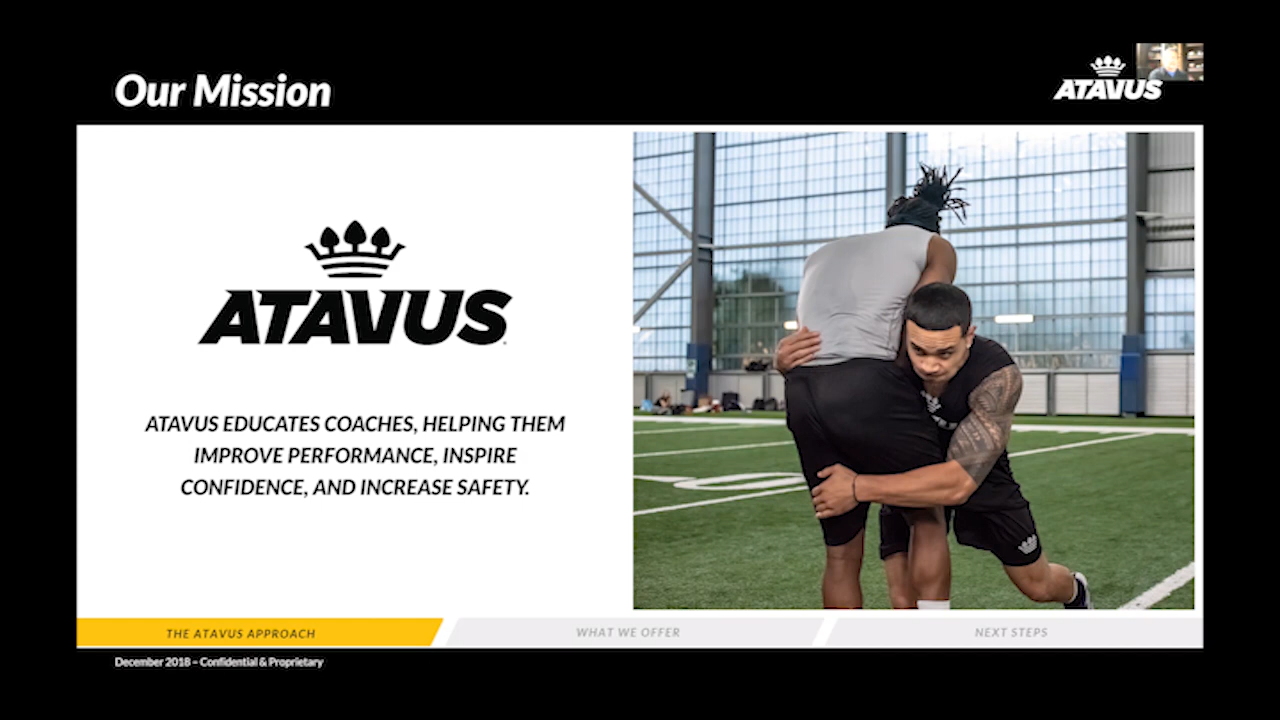 Our Mission
ATAVUS
ATAVUS
ATAVUS EDUCATES COACHES, HELPING THEM
IMPROVE PERFORMANCE, INSPIRE
CONFIDENCE, AND INCREASE SAFETY.
THE ATAVUS APPROACH
WHAT WE OFFER
NEXT STEPS
December 2018 – Confidential & Proprietary